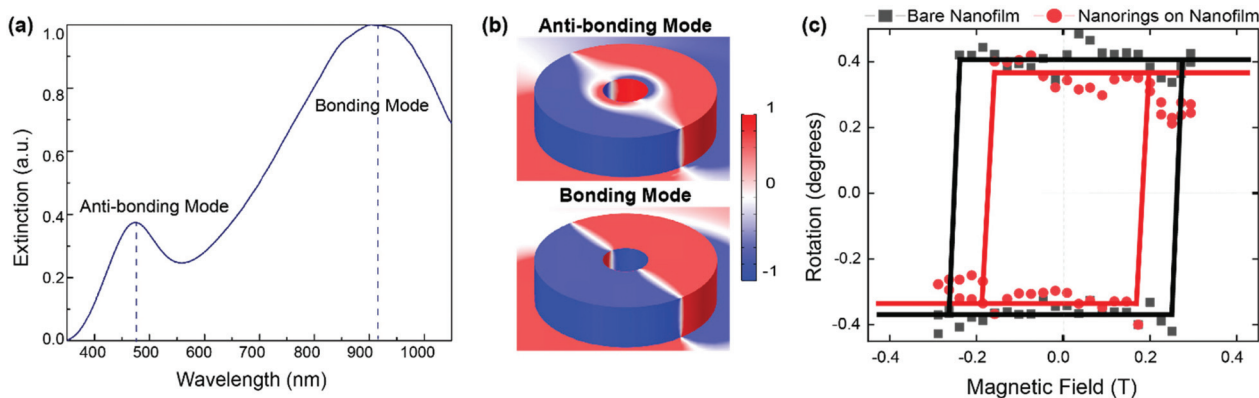 (a)
Extinction (a.u.)
1.0
0.8
0.6
0.4
0.2
0.0
Anti-bonding Mode
Bonding Mode
400 500 600 700 800 900 1000
Wavelength (nm)
(b)
Anti-bonding Mode
Bonding Mode
1
0
-1
(c)
Bare Nanofilm Nanorings on Nanofilm
Rotation (degrees)
0.4
0.2
0.0
-0.2
-0.4
-0.4 -0.2 0.0 0.2 0.4
Magnetic Field (T)